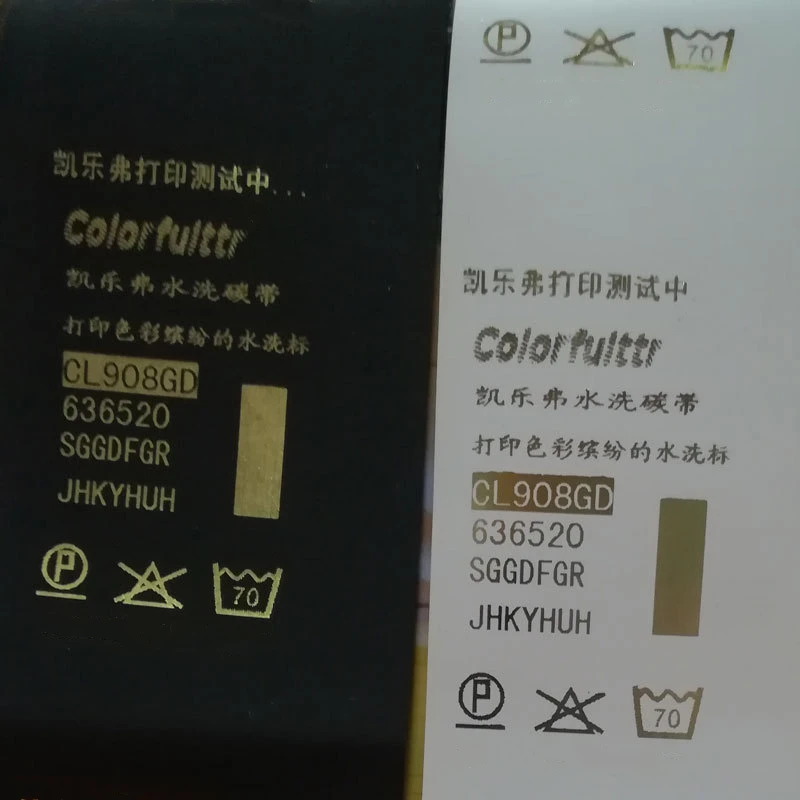 凯乐弗打印测试中...
Colorfulttr
凯乐弗水洗碳带
打印色彩缤纷的水洗标
CL908GD
636520
SGGDFGR
JHKYHUH
P
70
P
70
凯乐弗打印测试中
Colorfulttr
凯乐弗水洗碳带
打印色彩缤纷的水洗标
CL908GD
636520
SGGDFGR
JHKYHUH
P
70